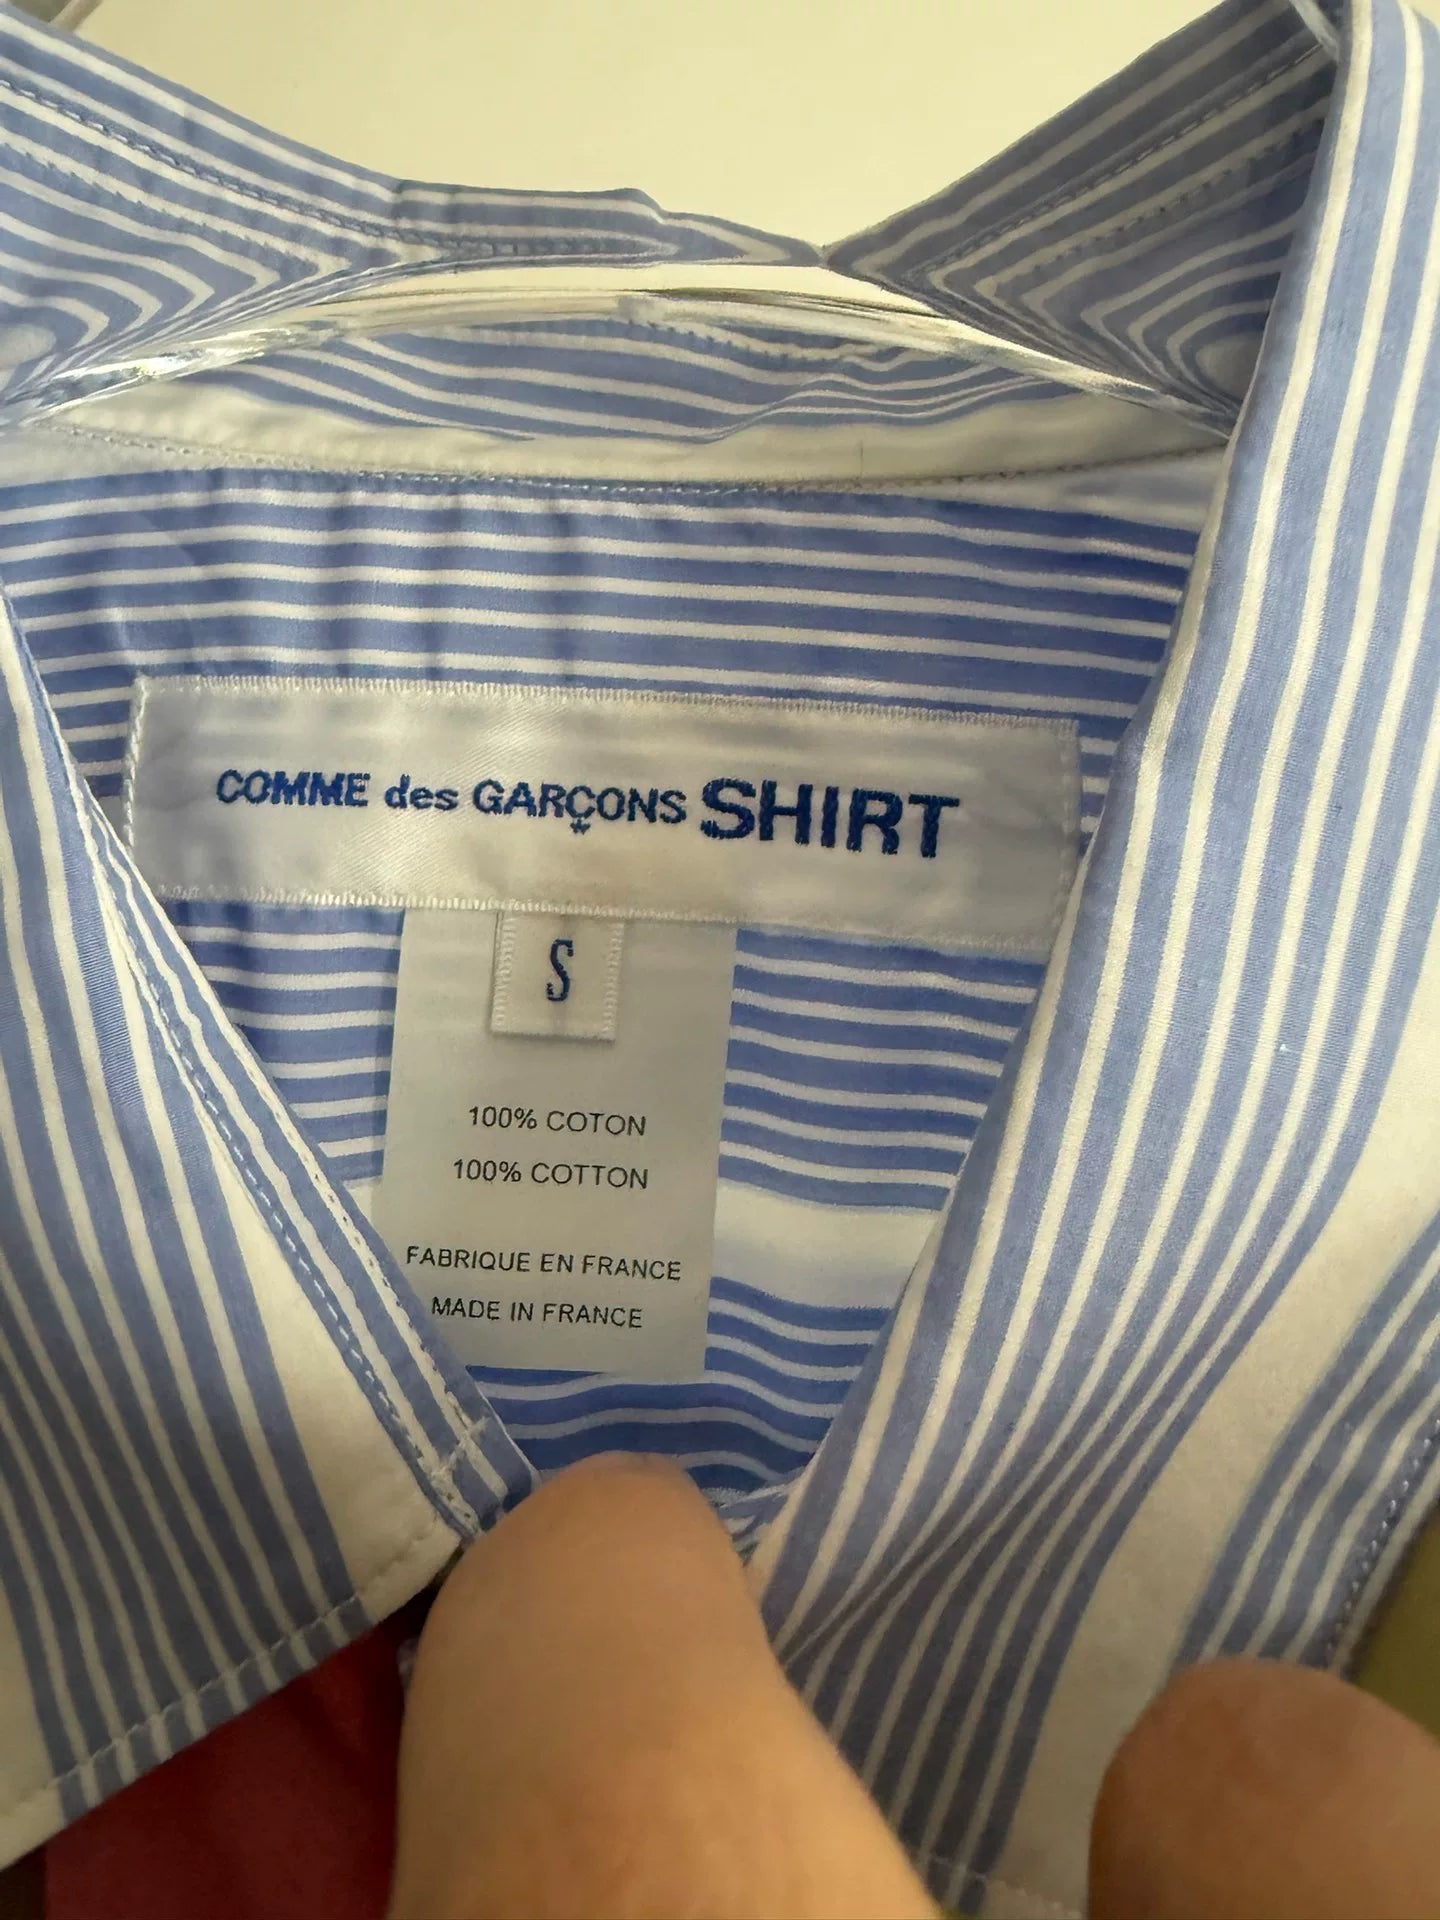 COMME des GARÇONS SHIRT
S
100% COTON
100% COTTON
FABRIQUE EN FRANCE
MADE IN FRANCE